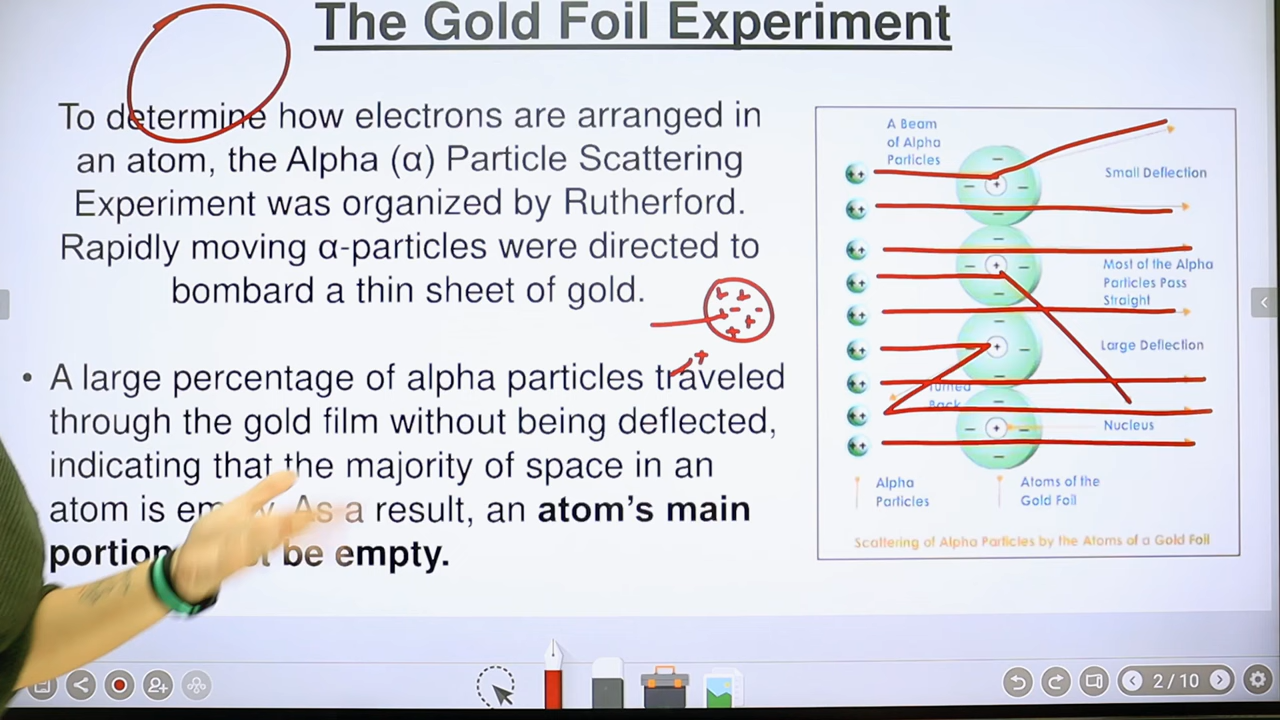 The Gold Foil Experiment
To determine how electrons are arranged in
an atom, the Alpha (α) Particle Scattering
Experiment was organized by Rutherford.
Rapidly moving α-particles were directed to
bombard a thin sheet of gold.
• A large percentage of alpha particles traveled
through the gold film without being deflected,
indicating that the majority of space in an
atom is As a result, an atom's main
portion be empty.
A Beam
of Alpha
Particles
Small Deflection
Most of the Alpha
Particles Pass
Straight
Large Deflection
Turned
Back
Nucleus
Alpha
Particles
Atoms of the
Gold Foil
Scattering of Alpha Particles by the Atoms of a Gold Foil
2 / 10